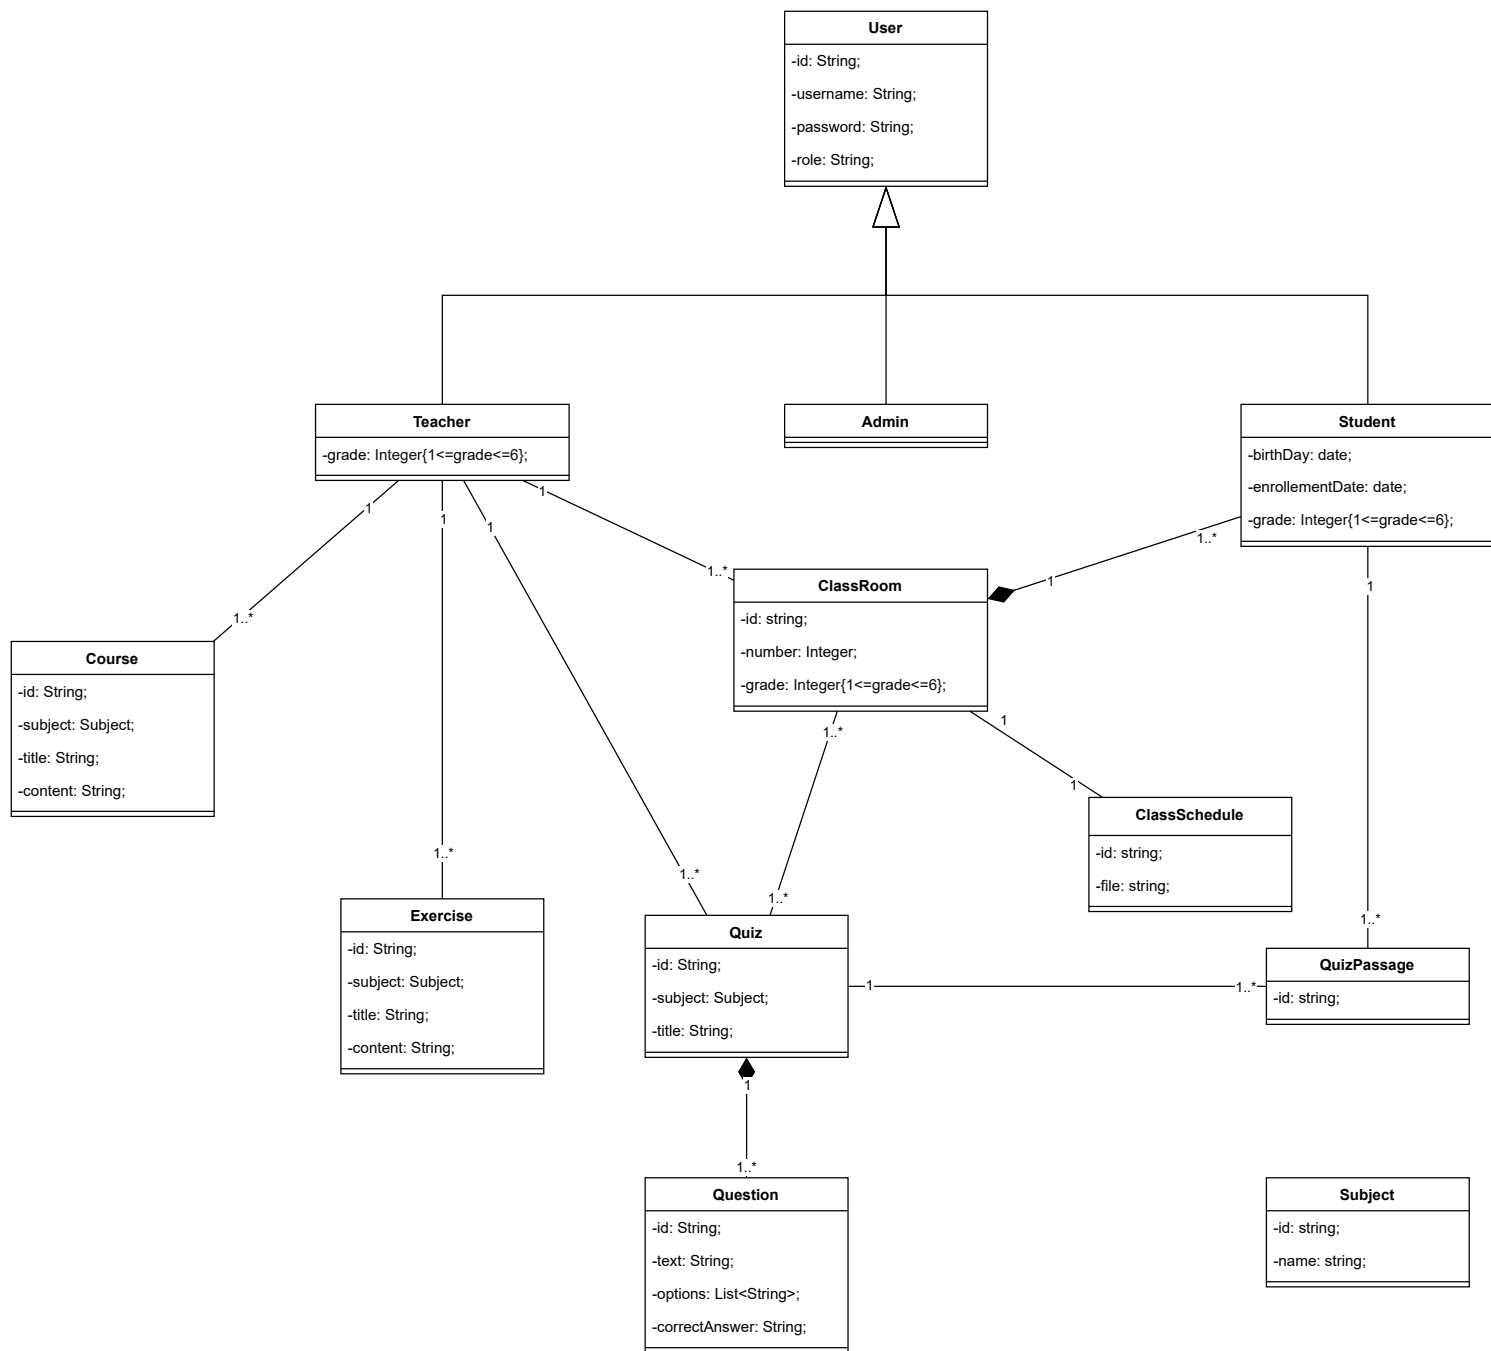 User
-id: String;
-username: String;
-password: String;
-role: String;
Teacher
-grade: Integer{1<=grade<=6};
Admin
Student
-birthDay: date;
-enrollementDate: date;
-grade: Integer{1<=grade<=6};
1
1
1
1
1..*
1..*
1
1
ClassRoom
-id: string;
-number: Integer;
-grade: Integer{1<=grade<=6};
1..*
Course
-id: String;
-subject: Subject;
-title: String;
-content: String;
1..*
1
1
ClassSchedule
-id: string;
-file: string;
1..*
1..*
1..*
1..*
Exercise
-id: String;
-subject: Subject;
-title: String;
-content: String;
Quiz
-id: String;
-subject: Subject;
-title: String;
1
1..*
QuizPassage
-id: string;
1
1..*
Question
-id: String;
-text: String;
-options: List<String>;
-correctAnswer: String;
Subject
-id: string;
-name: string;